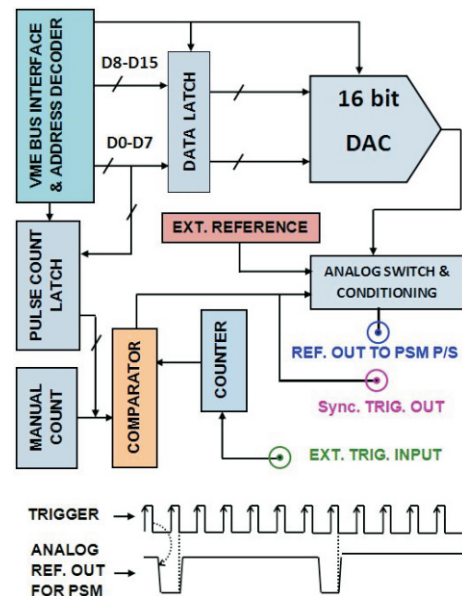 VME BUS INTERFACE
& ADDRESS DECODER
D8-D15
D0-D7
DATA LATCH
16 bit
DAC
EXT. REFERENCE
PULSE COUNT
LATCH
ANALOG SWITCH &
CONDITIONING
MANUAL
COUNT
COMPARATOR
COUNTER
REF. OUT TO PSM P/S
Sync. TRIG. OUT
EXT. TRIG. INPUT
TRIGGER
ANALOG
REF. OUT
FOR PSM